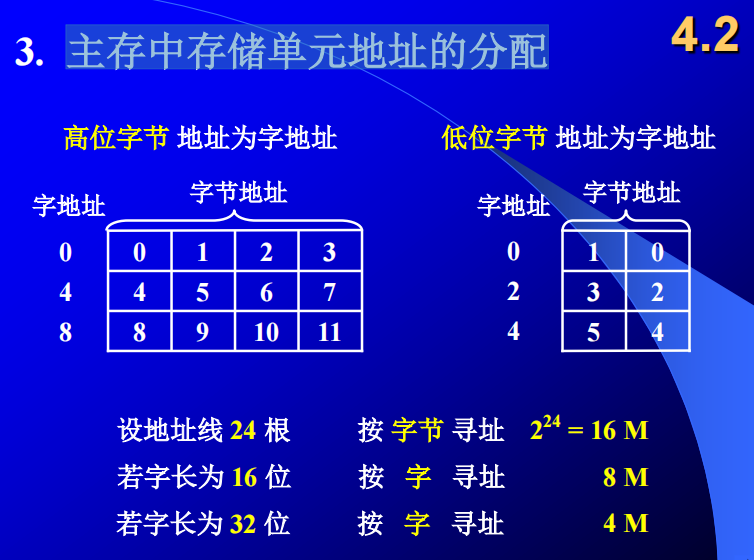 4.2
3. 主存中存储单元地址的分配
高位字节 地址为字地址
低位字节 地址为字地址
字地址 字节地址
0 0 1 2 3
4 4 5 6 7
8 8 9 10 11
字地址 字节地址
0 1 0
2 3 2
4 5 4
设地址线 24 根 按 字节 寻址 2²⁴ = 16 M
若字长为 16 位 按 字 寻址 8 M
若字长为 32 位 按 字 寻址 4 M